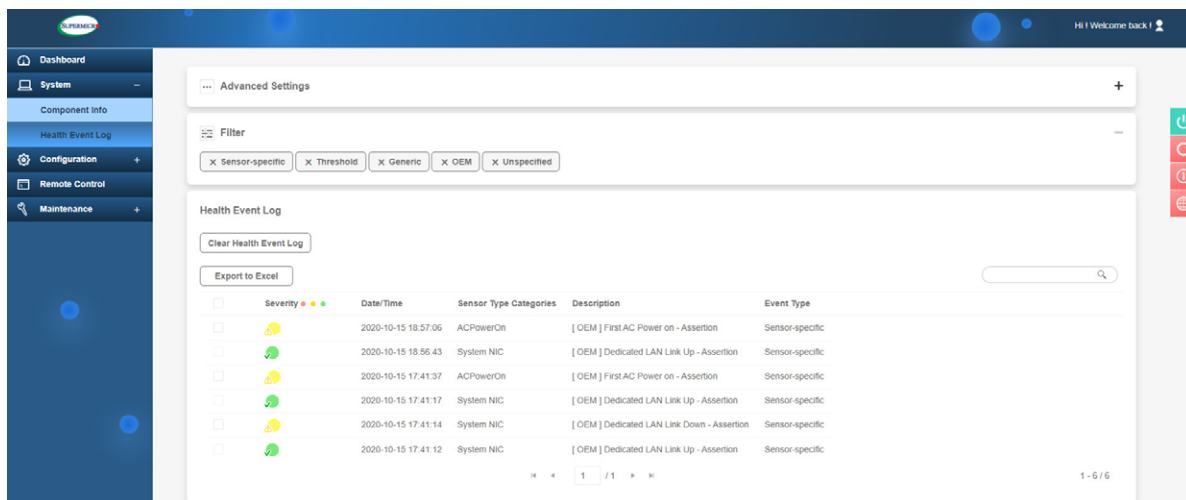 SUPERMICR
Hi ! Welcome back !
Dashboard
System
Component Info
Health Event Log
Configuration
Remote Control
Maintenance
Advanced Settings
Filter
X Sensor-specific X Threshold X Generic X OEM X Unspecified
Health Event Log
Clear Health Event Log
Export to Excel
Severity Date/Time Sensor Type Categories Description Event Type
2020-10-15 18:57:06 ACPowerOn [ OEM ] First AC Power on - Assertion Sensor-specific
2020-10-15 18:56:43 System NIC [ OEM ] Dedicated LAN Link Up - Assertion Sensor-specific
2020-10-15 17:41:37 ACPowerOn [ OEM ] First AC Power on - Assertion Sensor-specific
2020-10-15 17:41:17 System NIC [ OEM ] Dedicated LAN Link Up - Assertion Sensor-specific
2020-10-15 17:41:14 System NIC [ OEM ] Dedicated LAN Link Down - Assertion Sensor-specific
2020-10-15 17:41:12 System NIC [ OEM ] Dedicated LAN Link Up - Assertion Sensor-specific
1 / 1
1 - 6 / 6